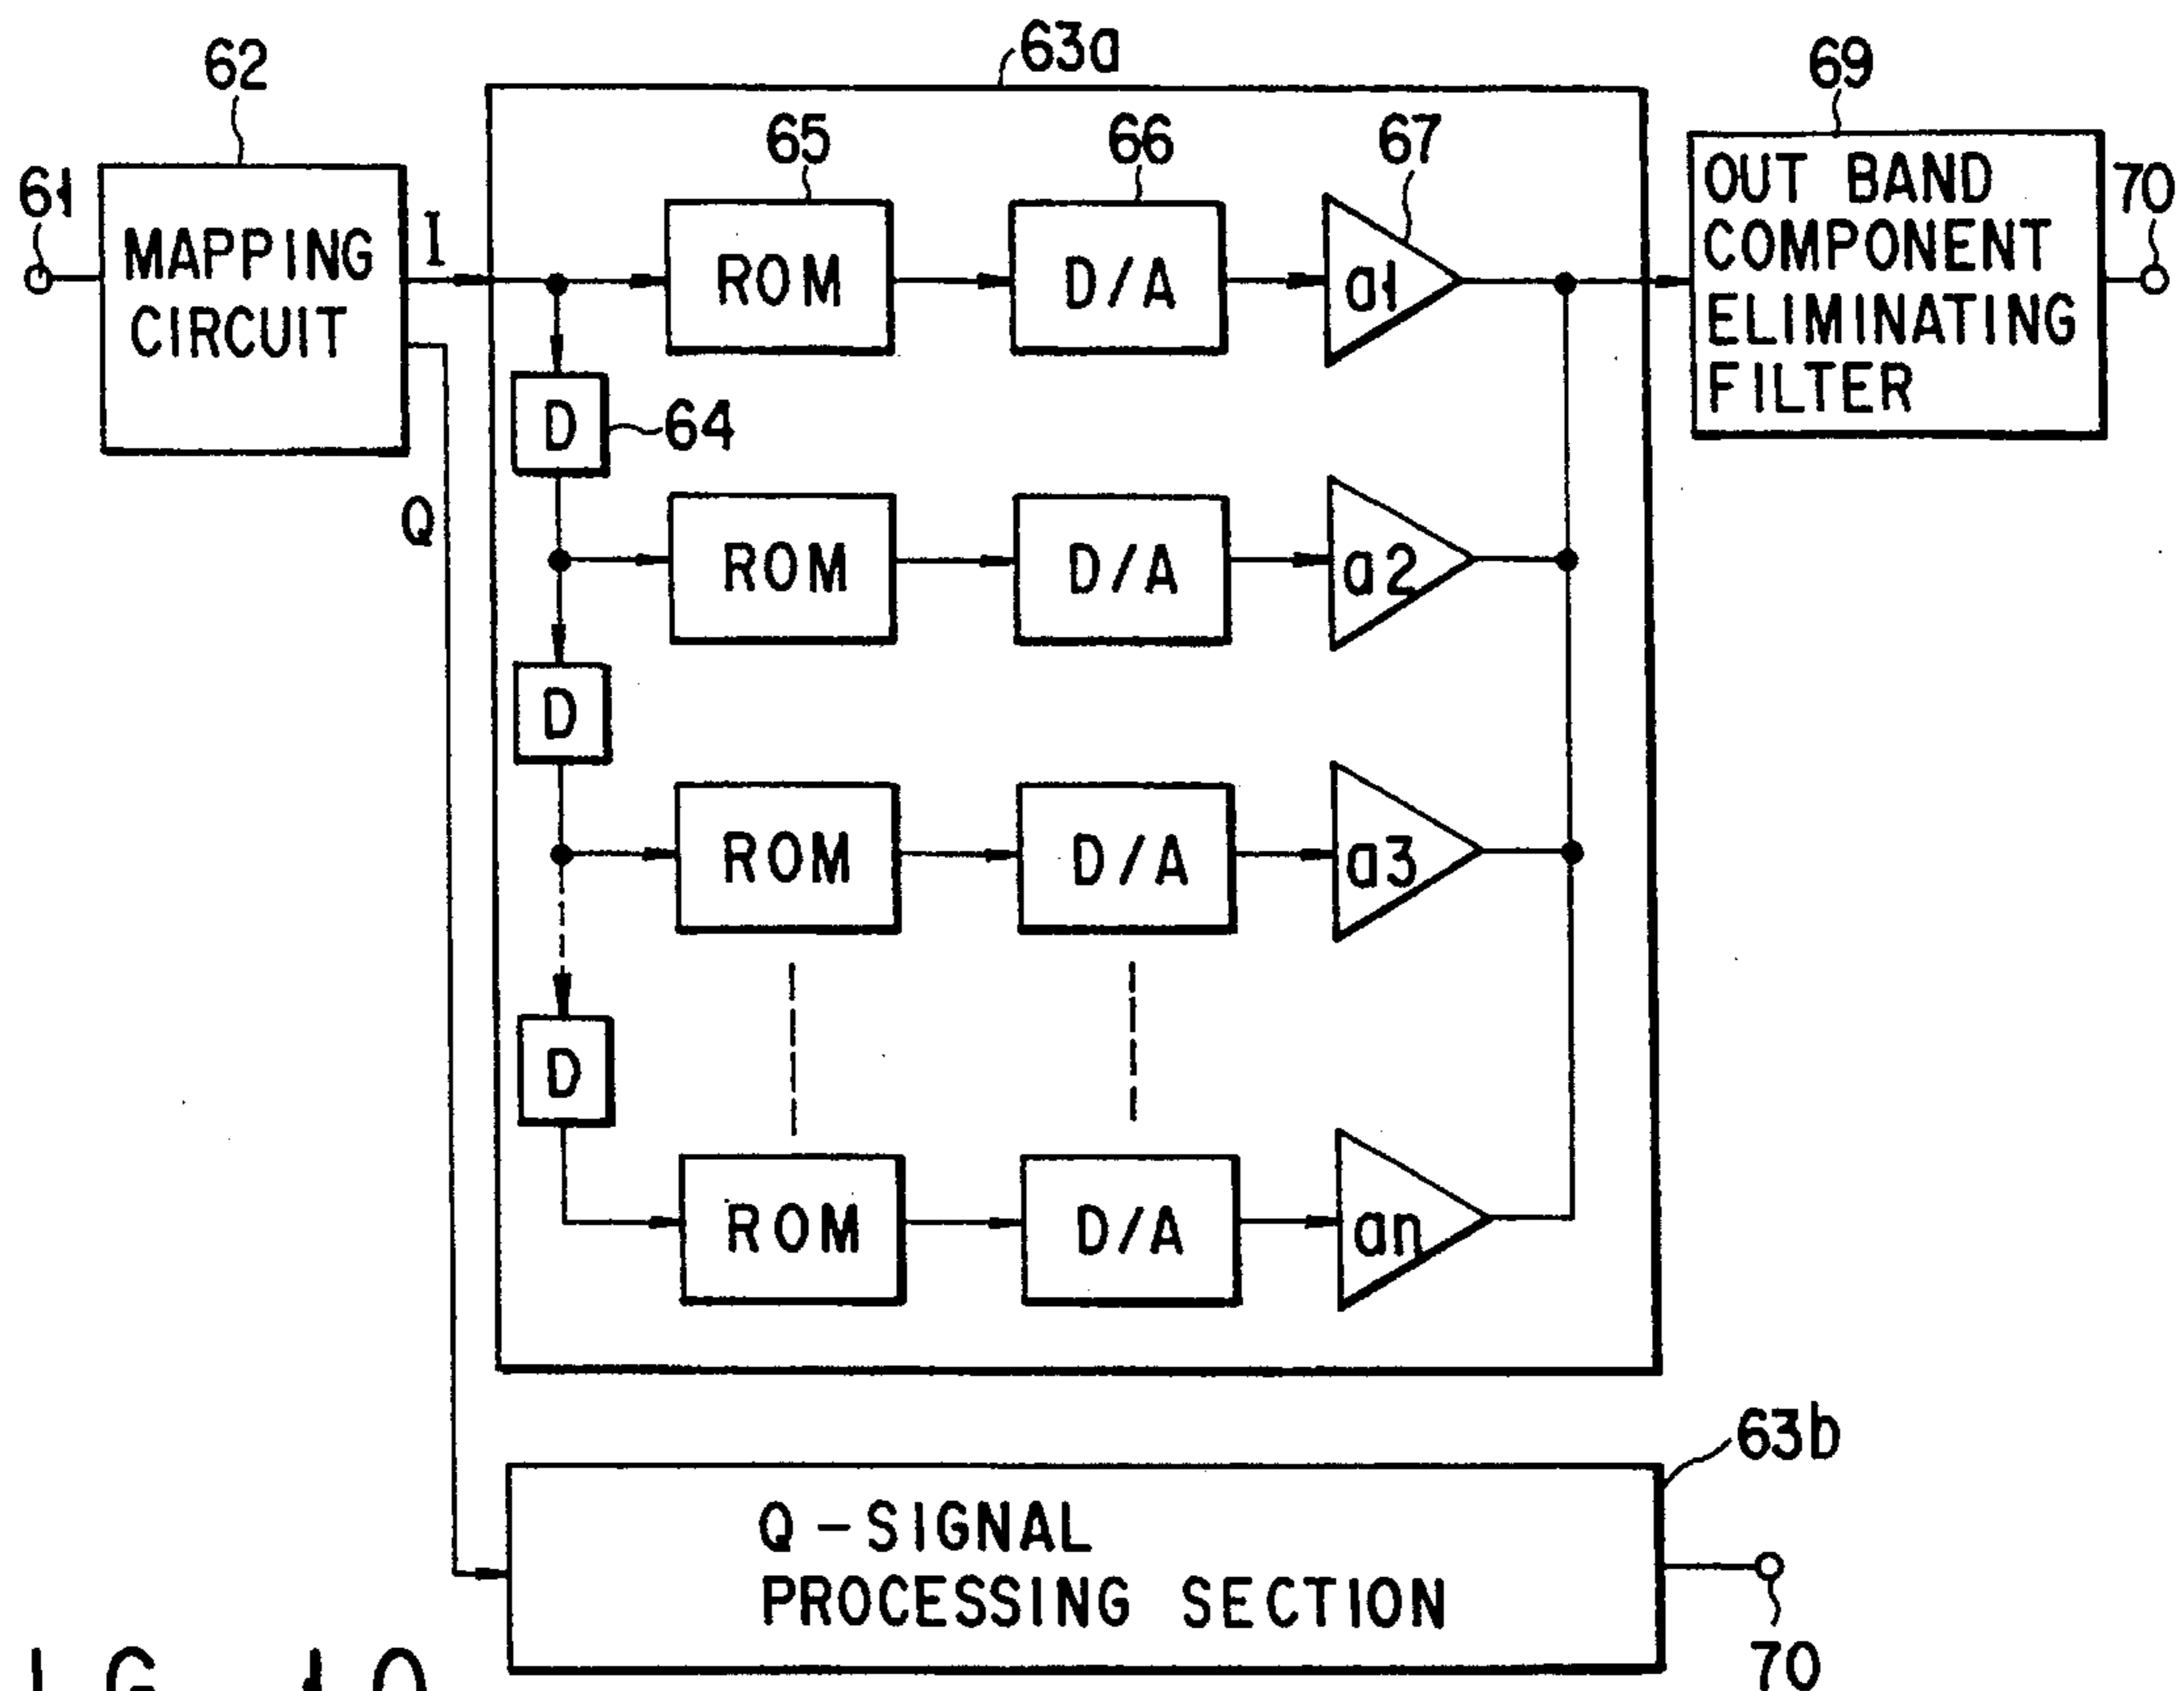 62
63a
69
65
66
67
61
70
MAPPING
CIRCUIT
I
ROM
D/A
a1
OUT BAND
COMPONENT
ELIMINATING
FILTER
D
64
Q
ROM
D/A
a2
D
ROM
D/A
a3
D
ROM
D/A
an
63b
Q-SIGNAL
PROCESSING SECTION
70